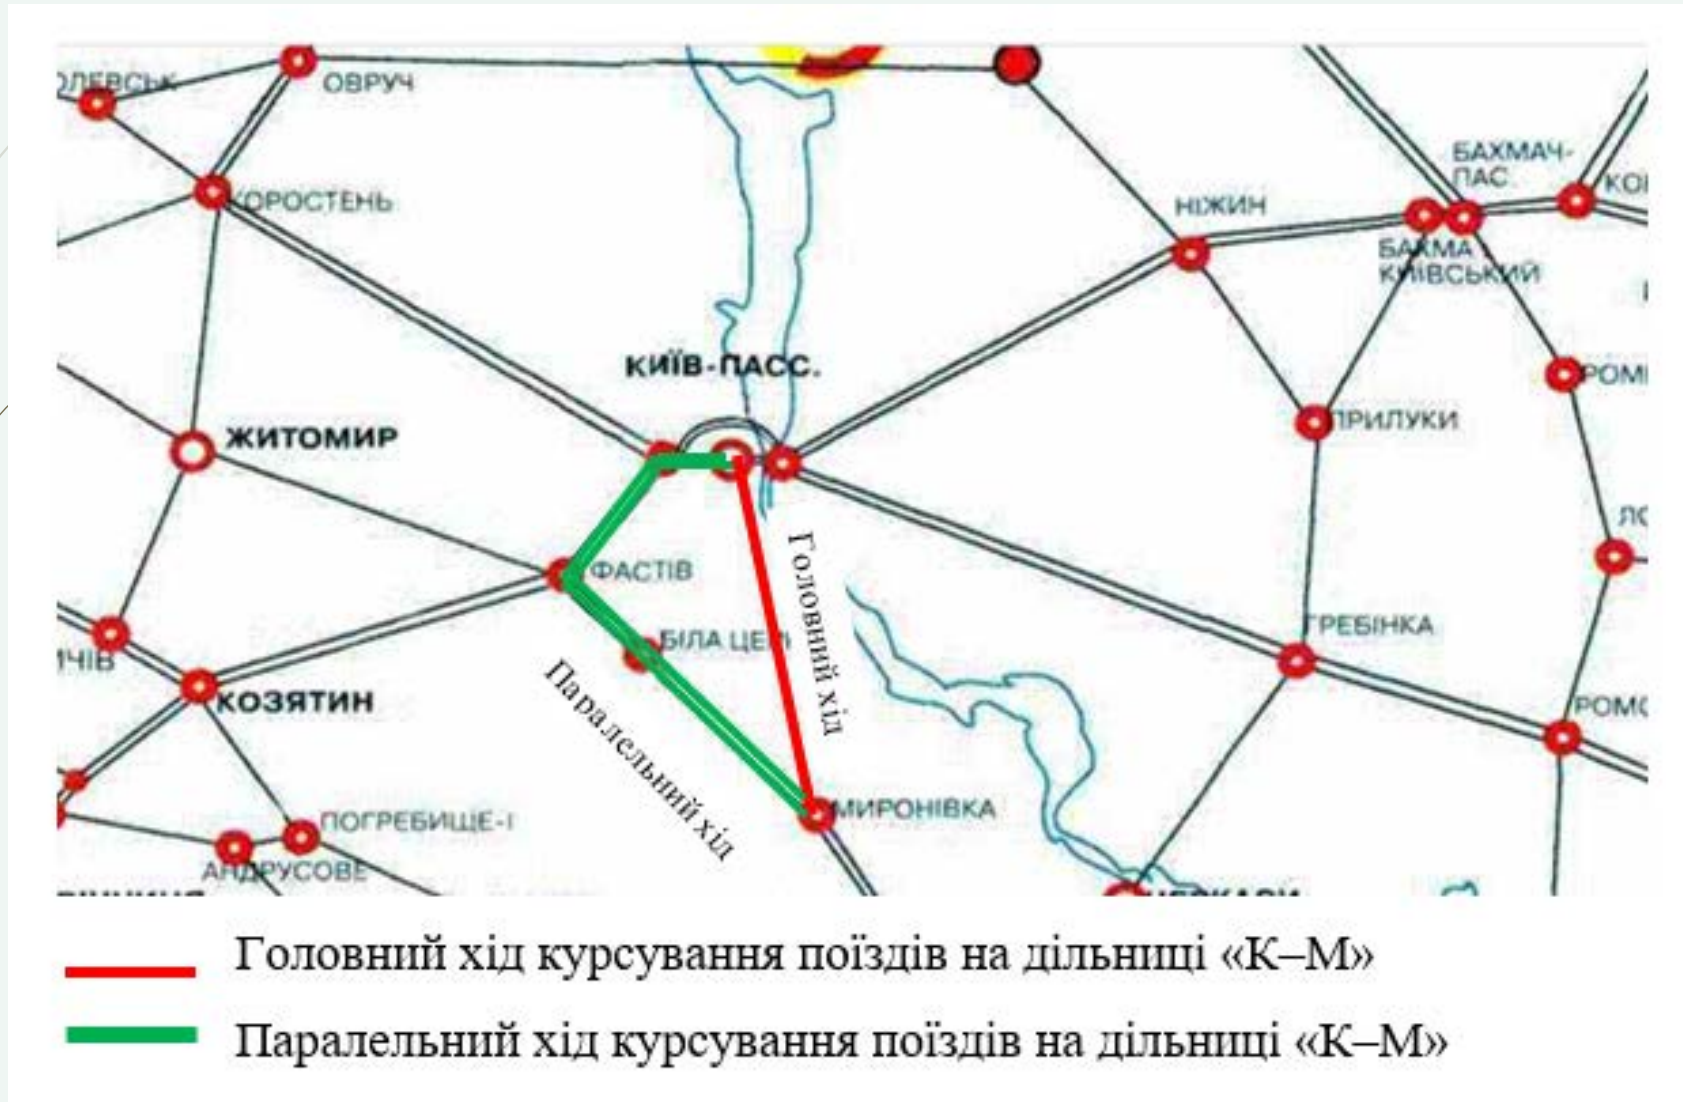 ОВРУЧ
КОРОСТЕНЬ
БАХМАЧ-
ПАС.
НІЖИН
КИЇВСЬКИЙ
КИЇВ-ПАСС.
ЖИТОМИР
ПРИЛУКИ
ФАСТІВ
ГРЕБІНКА
БІЛА
Головний хід
Паралельний хід
КОЗЯТИН
МИРОНІВКА
ПОГРЕБИЩЕ-І
АНДРУСОВЕ
Головний хід курсування поїздів на дільниці «К–М»
Паралельний хід курсування поїздів на дільниці «К–М»